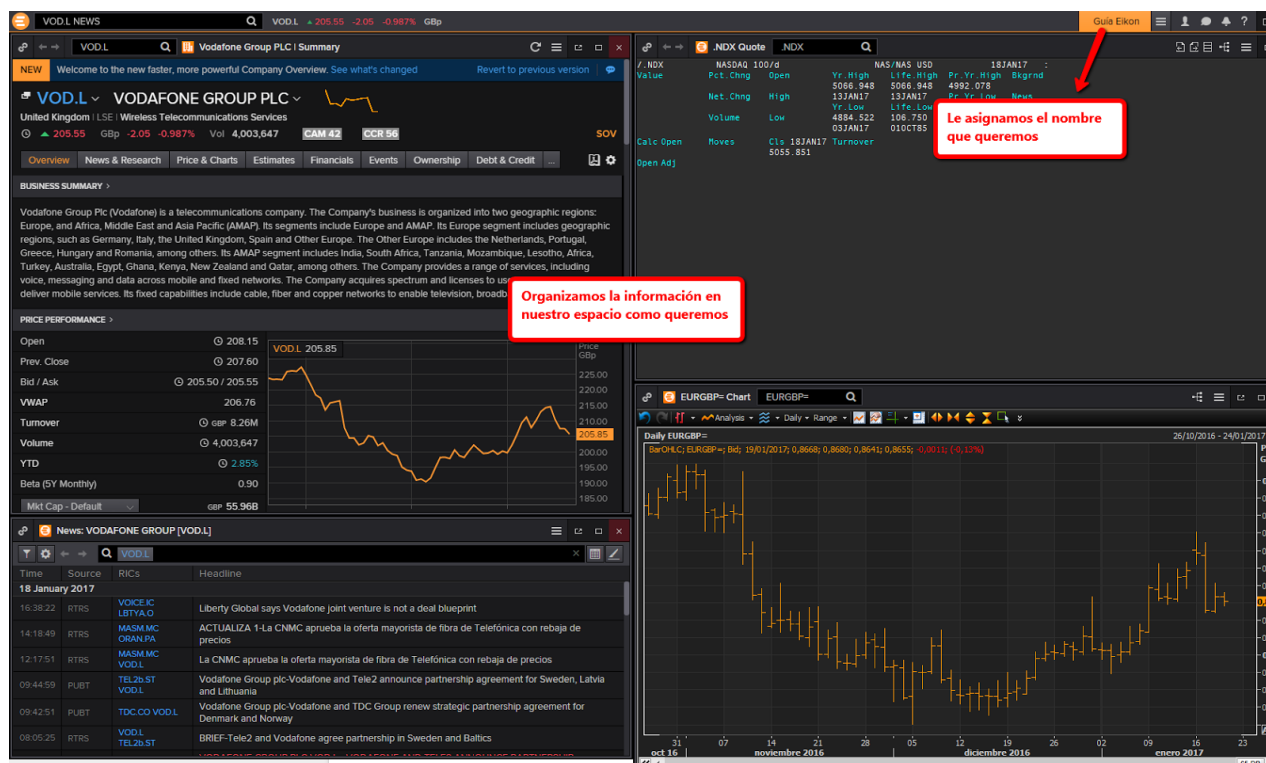 VOD.L NEWS
VOD.L 205.55 -2.05 -0.987% GBp
Guía Eikon
?
VOD.L
Vodafone Group PLC | Summary
NEW Welcome to the new faster, more powerful Company Overview. See what's changed Revert to previous version
VOD.L VODAFONE GROUP PLC
United Kingdom | LSE | Wireless Telecommunications Services
205.55 GBp -2.05 -0.987% Vol 4,003,647 CAM 42 CCR 56 SOV
Overview News & Research Price & Charts Estimates Financials Events Ownership Debt & Credit ...
BUSINESS SUMMARY >
Vodafone Group Plc (Vodafone) is a telecommunications company. The Company's business is organized into two geographic regions:
Europe, and Africa, Middle East and Asia Pacific (AMAP). Its segments include Europe and AMAP. Its Europe segment includes geographic
regions, such as Germany, Italy, the United Kingdom, Spain and Other Europe. The Other Europe includes the Netherlands, Portugal,
Greece, Hungary and Romania, among others. Its AMAP segment includes India, South Africa, Tanzania, Mozambique, Lesotho, Africa,
Turkey, Australia, Egypt, Ghana, Kenya, New Zealand and Qatar, among others. The Company provides a range of services, including
voice, messaging and data across mobile and fixed networks. The Company acquires spectrum and licenses to
deliver mobile services. Its fixed capabilities include cable, fiber and copper networks to enable television,
Organizamos la información en
nuestro espacio como queremos
PRICE PERFORMANCE >
Open 208.15
Prev. Close 207.60
Bid / Ask 205.50 / 205.55
VWAP 206.76
Turnover GBP 8.26M
Volume 4,003,647
YTD 2.85%
Beta (5Y Monthly) 0.90
Mkt Cap - Default GBP 55.96B
VOD.L 205.85
Price
GBp
225.00
220.00
215.00
210.00
205.85
200.00
195.00
190.00
185.00
News: VODAFONE GROUP [VOD.L]
VOD.L
Time Source RICs Headline
18 January 2017
16:38:22 RTRS VOICE.IC Liberty Global says Vodafone joint venture is not a deal blueprint
LBTYA.O
14:18:49 RTRS MASM.MC ACTUALIZA 1-La CNMC aprueba la oferta mayorista de fibra de Telefónica con rebaja de
ORAN.PA precios
12:17:51 RTRS MASM.MC La CNMC aprueba la oferta mayorista de fibra de Telefónica con rebaja de precios
VOD.L
09:44:59 PUBT TEL2b.ST Vodafone Group plc-Vodafone and Tele2 announce partnership agreement for Sweden, Latvia
VOD.L and Lithuania
09:42:51 PUBT TDC.CO VOD.L Vodafone Group plc-Vodafone and TDC Group renew strategic partnership agreement for
Denmark and Norway
08:05:25 RTRS VOD.L BRIEF-Tele2 and Vodafone agree partnership in Sweden and Baltics
TEL2b.ST
.NDX Quote .NDX
/.NDX NASDAQ 100/d NAS/NAS USD 18JAN17 :
Value Pct.Chng Open Yr.High Life.High Pr.Yr.High Bkgrnd
5066.948 5066.948 4992.078
Net.Chng High 13JAN17 13JAN17 Pr.Yr.Low News
Yr.Low Life.Low
Volume Low 4884.522 106.750
03JAN17 01OCT85
Calc Open Moves Cls 18JAN17 Turnover
5055.851
Open Adj
Le asignamos el nombre
que queremos
EURGBP= Chart EURGBP=
Analysis Daily Range
Daily EURGBP= 26/10/2016 - 24/01/2017
BarOHLC; EURGBP=; Bid; 19/01/2017; 0,8668; 0,8680; 0,8641; 0,8655; -0,0011; (-0,13%)
31 07 14 21 28 05 12 19 26 02 09 16 23
oct 16 noviembre 2016 diciembre 2016 enero 2017